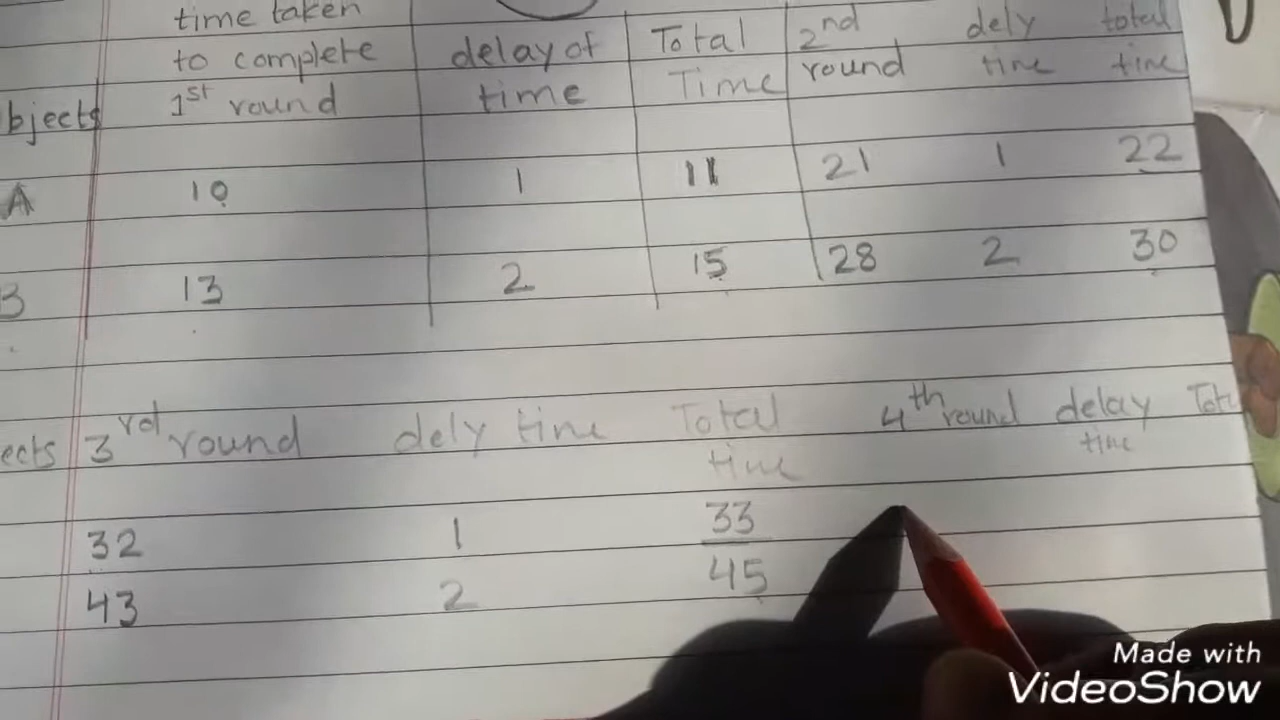 time taken
to complete delay of Total 2nd dely total
bjects 1st round time Time round time time
A 10 1 11 21 1 22
B 13 2 15 28 2 30
ects 3rd round dely time Total time 4th round delay time Tot
32 1 33
43 2 45
Made with
VideoShow